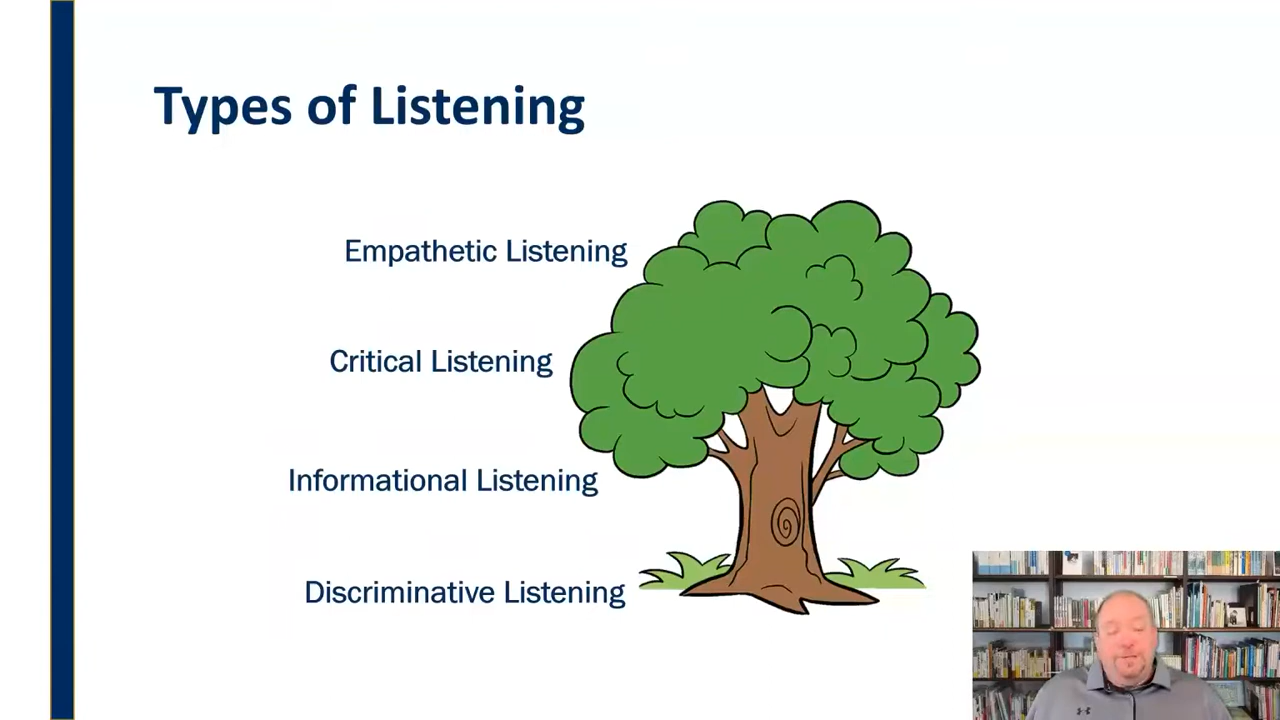 Types of Listening
Empathetic Listening
Critical Listening
Informational Listening
Discriminative Listening